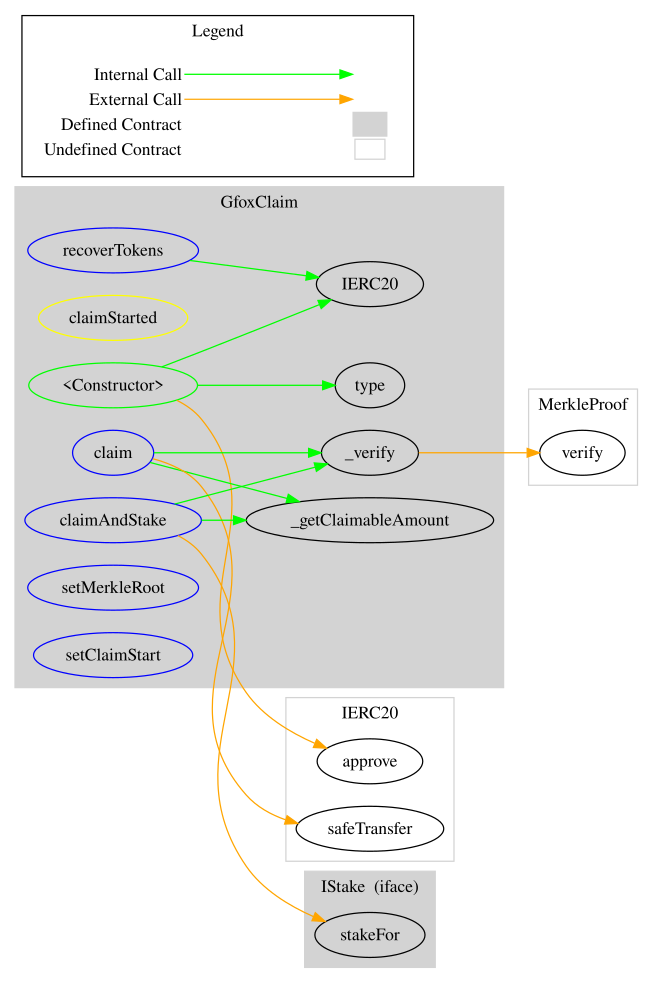 Legend
Internal Call
External Call
Defined Contract
Undefined Contract
GfoxClaim
recoverTokens
IERC20
claimStarted
<Constructor>
type
MerkleProof
claim
_verify
verify
claimAndStake
_getClaimableAmount
setMerkleRoot
setClaimStart
IERC20
approve
safeTransfer
IStake (iface)
stakeFor